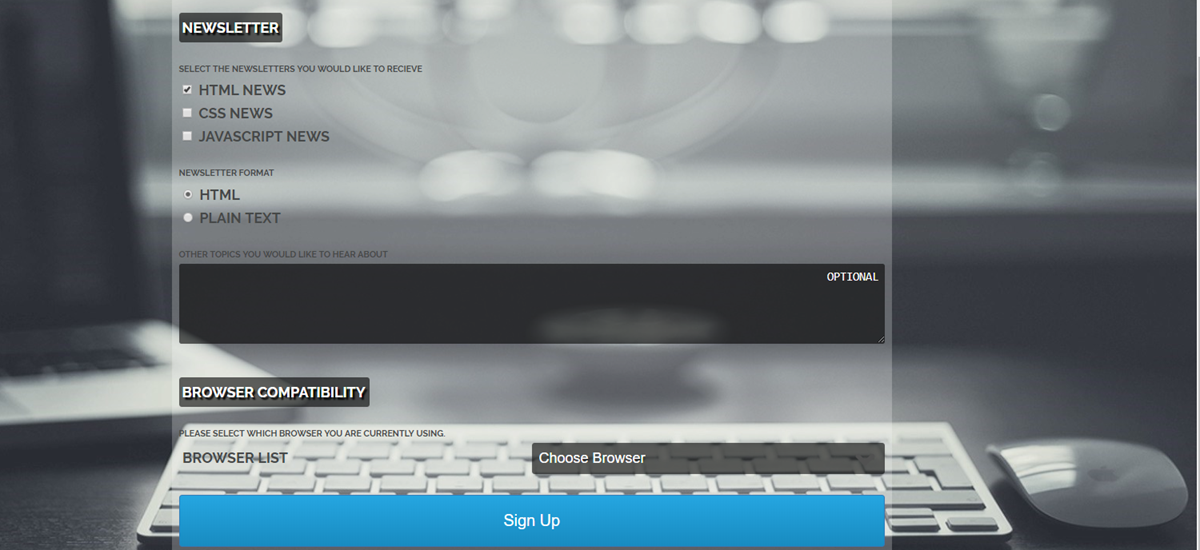 NEWSLETTER
SELECT THE NEWSLETTERS YOU WOULD LIKE TO RECIEVE
HTML NEWS
CSS NEWS
JAVASCRIPT NEWS
NEWSLETTER FORMAT
HTML
PLAIN TEXT
OTHER TOPICS YOU WOULD LIKE TO HEAR ABOUT
OPTIONAL
BROWSER COMPATIBILITY
PLEASE SELECT WHICH BROWSER YOU ARE CURRENTLY USING.
BROWSER LIST Choose Browser
Sign Up